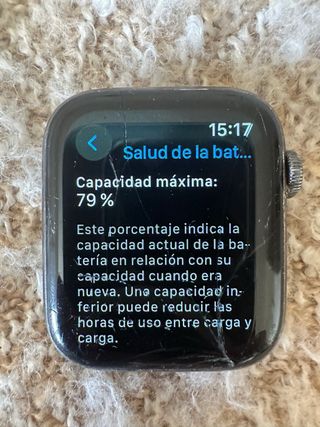 15:17
Salud de la bat...
Capacidad máxima:
79 %
Este porcentaje indica la
capacidad actual de la ba-
tería en relación con su
capacidad cuando era
nueva. Una capacidad in-
ferior puede reducir las
horas de uso entre carga y
carga.